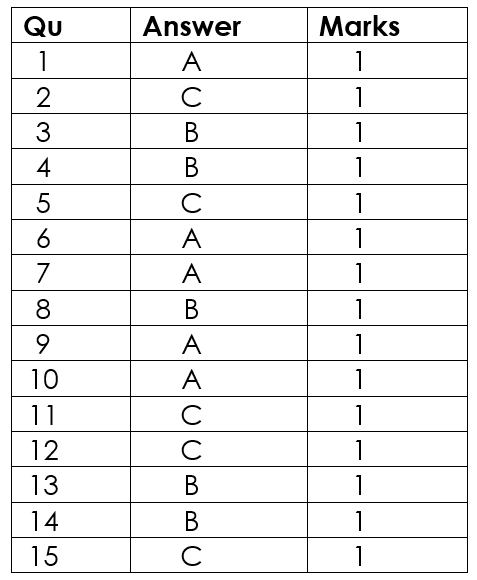 Qu Answer Marks
1 A 1
2 C 1
3 B 1
4 B 1
5 C 1
6 A 1
7 A 1
8 B 1
9 A 1
10 A 1
11 C 1
12 C 1
13 B 1
14 B 1
15 C 1